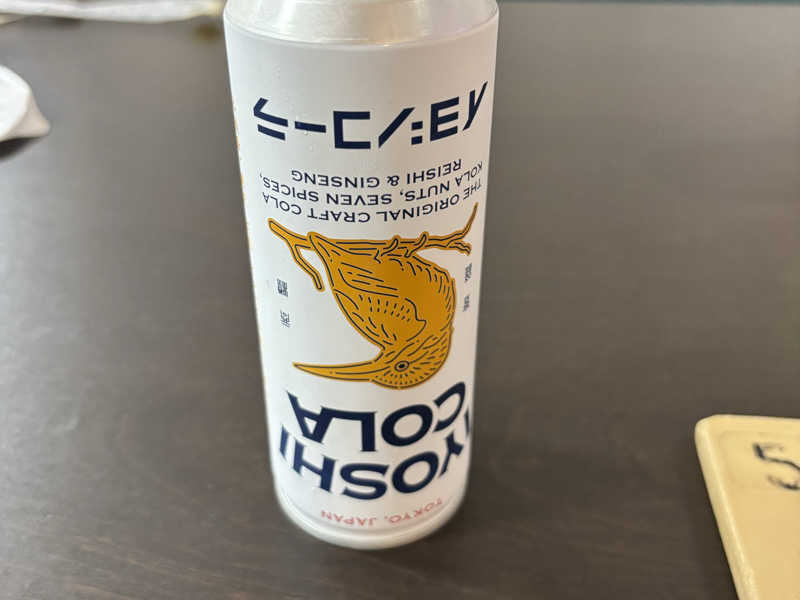 TOKYO, JAPAN
IYOSHI
COLA
THE ORIGINAL CRAFT COLA
KOLA NUTS, SEVEN SPICES,
REISHI & GINSENG
イヨシコーラ
5